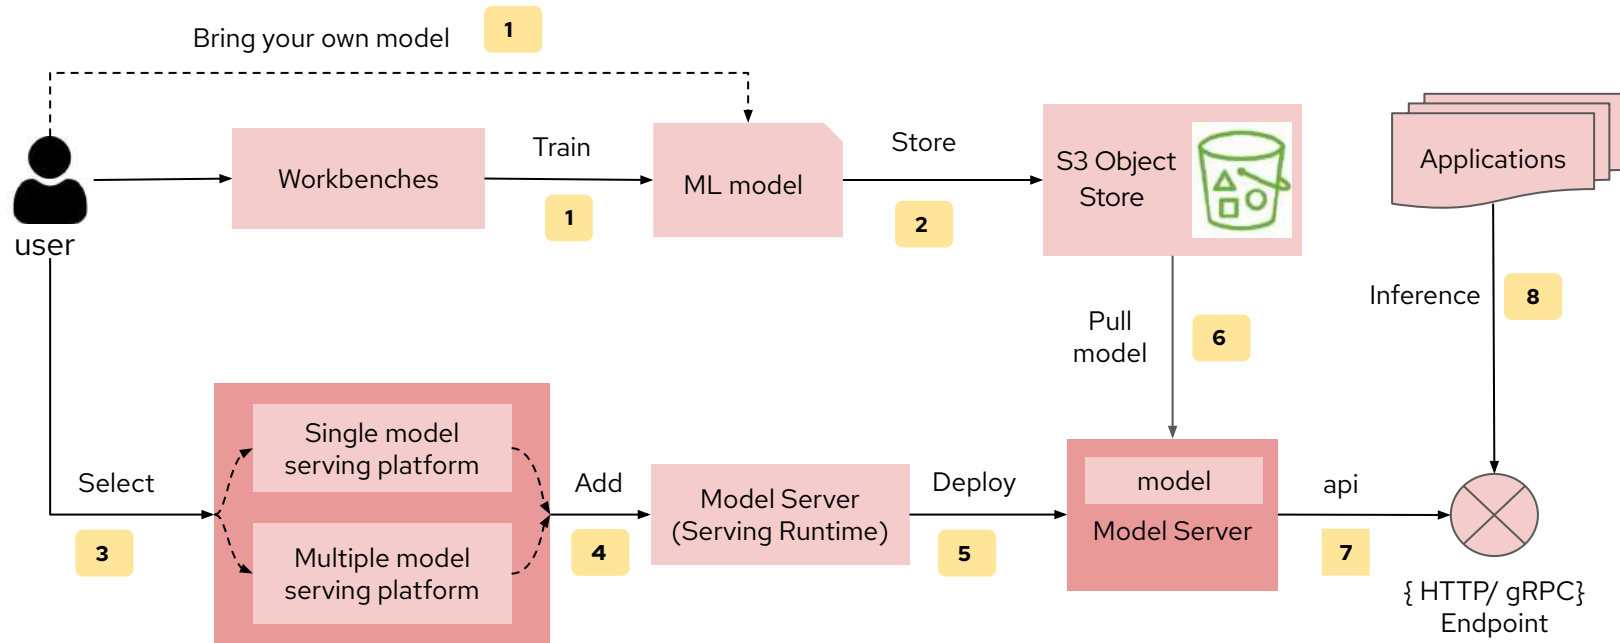 Bring your own model
1
user
Workbenches
Train
1
ML model
Store
2
S3 Object
Store
Applications
Inference
8
Pull
model
6
Select
3
Single model
serving platform
Multiple model
serving platform
Add
4
Model Server
(Serving Runtime)
Deploy
5
model
Model Server
api
7
{ HTTP/ gRPC}
Endpoint